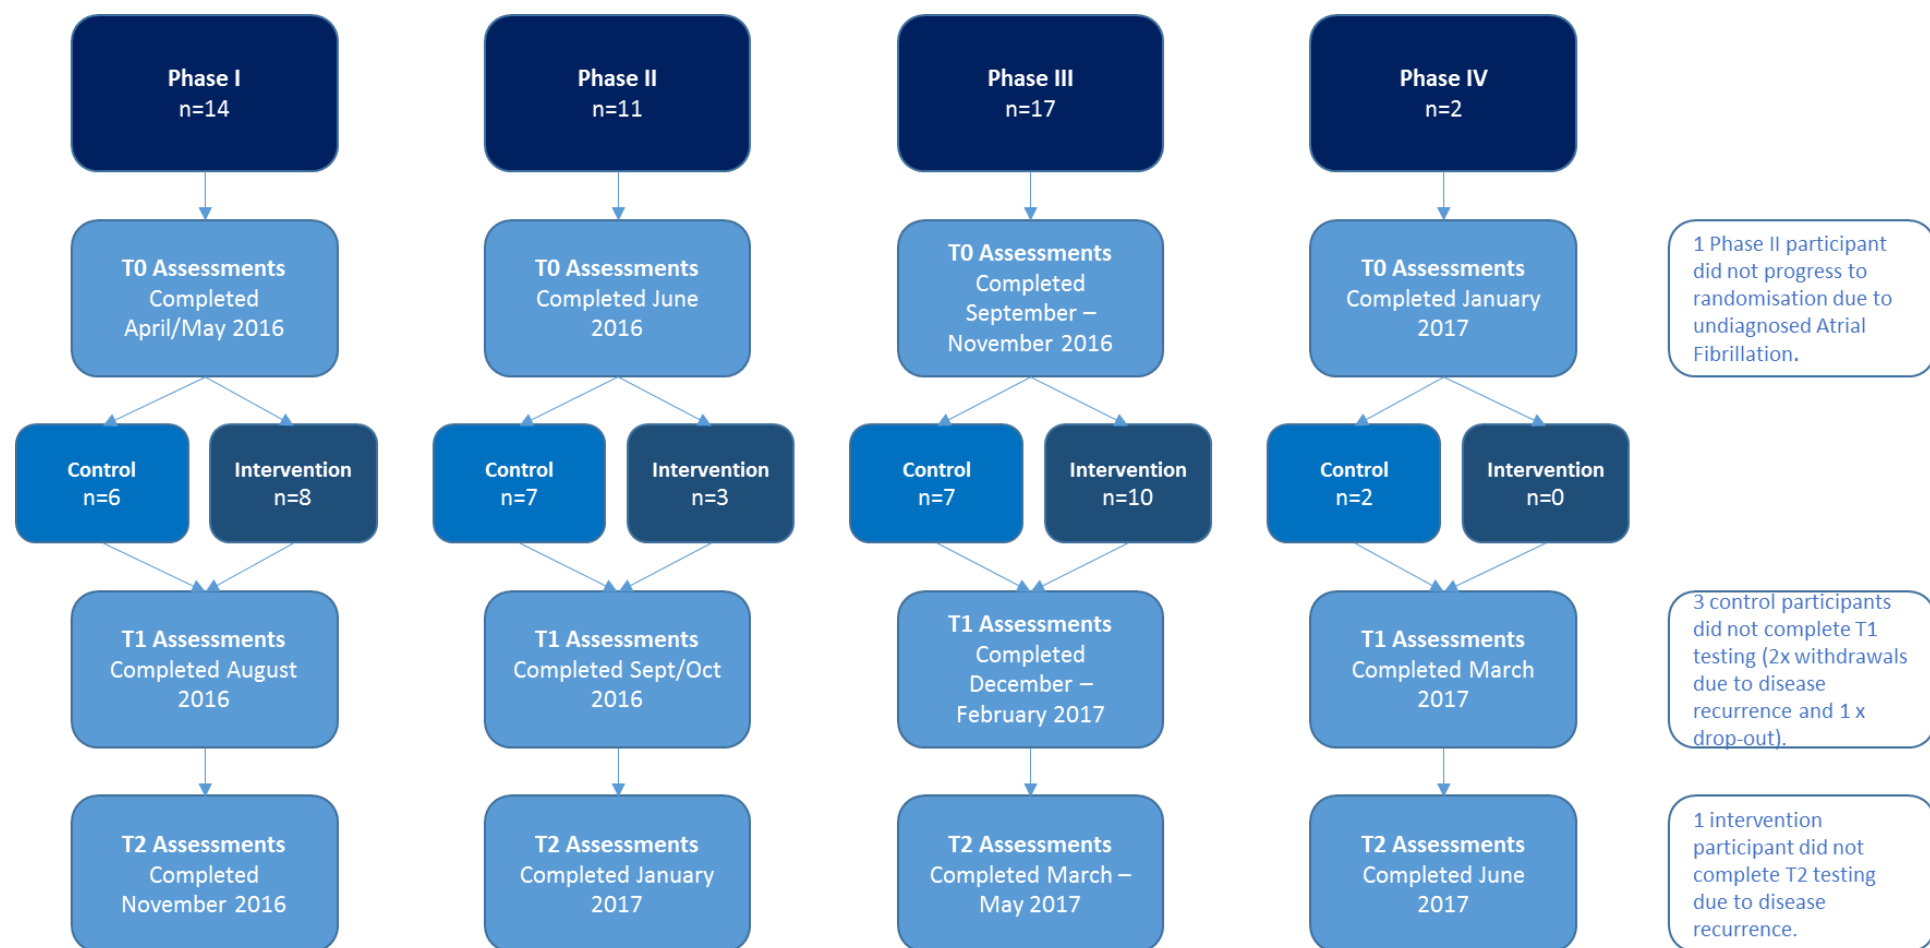 Phase I
n=14
Phase II
n=11
Phase III
n=17
Phase IV
n=2
T0 Assessments
Completed
April/May 2016
T0 Assessments
Completed June
2016
T0 Assessments
Completed
September –
November 2016
T0 Assessments
Completed January
2017
1 Phase II participant
did not progress to
randomisation due to
undiagnosed Atrial
Fibrillation.
Control
n=6
Intervention
n=8
Control
n=7
Intervention
n=3
Control
n=7
Intervention
n=10
Control
n=2
Intervention
n=0
T1 Assessments
Completed August
2016
T1 Assessments
Completed Sept/Oct
2016
T1 Assessments
Completed
December –
February 2017
T1 Assessments
Completed March
2017
3 control participants
did not complete T1
testing (2x withdrawals
due to disease
recurrence and 1 x
drop-out).
T2 Assessments
Completed
November 2016
T2 Assessments
Completed January
2017
T2 Assessments
Completed March –
May 2017
T2 Assessments
Completed June
2017
1 intervention
participant did not
complete T2 testing
due to disease
recurrence.